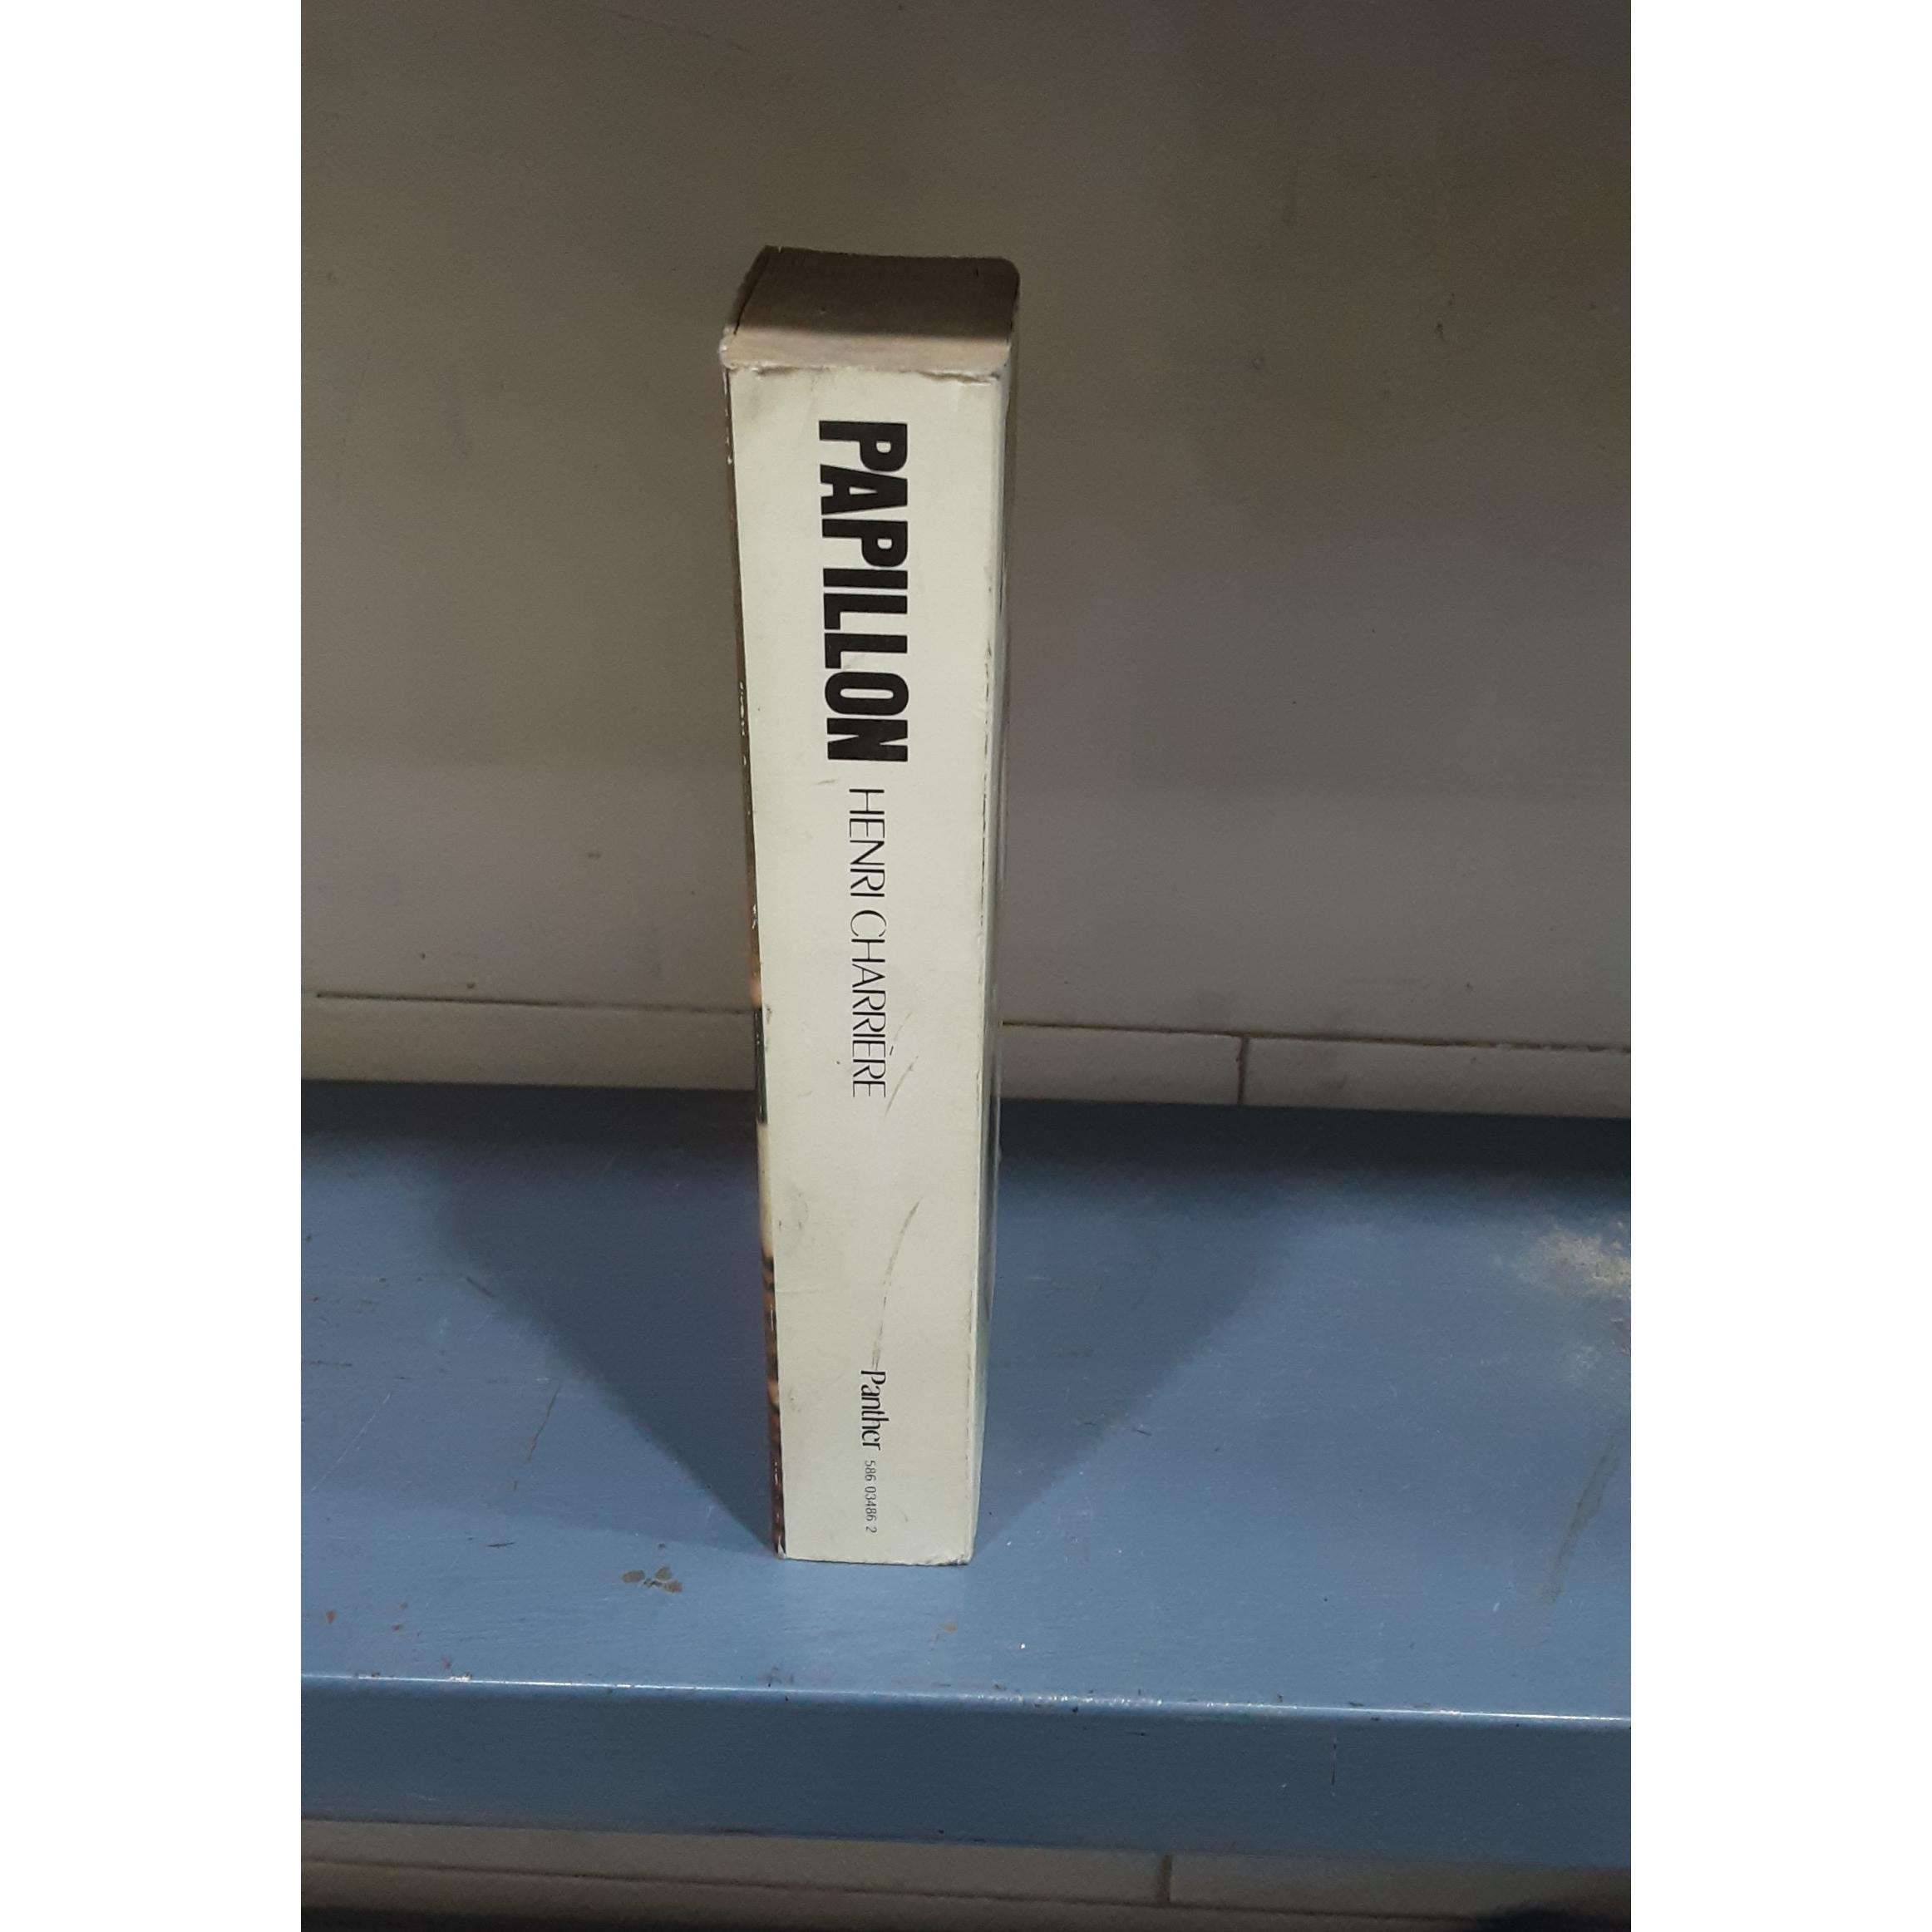 PAPILLON HENRI CHARRIÈRE
Panther 586 03486 2